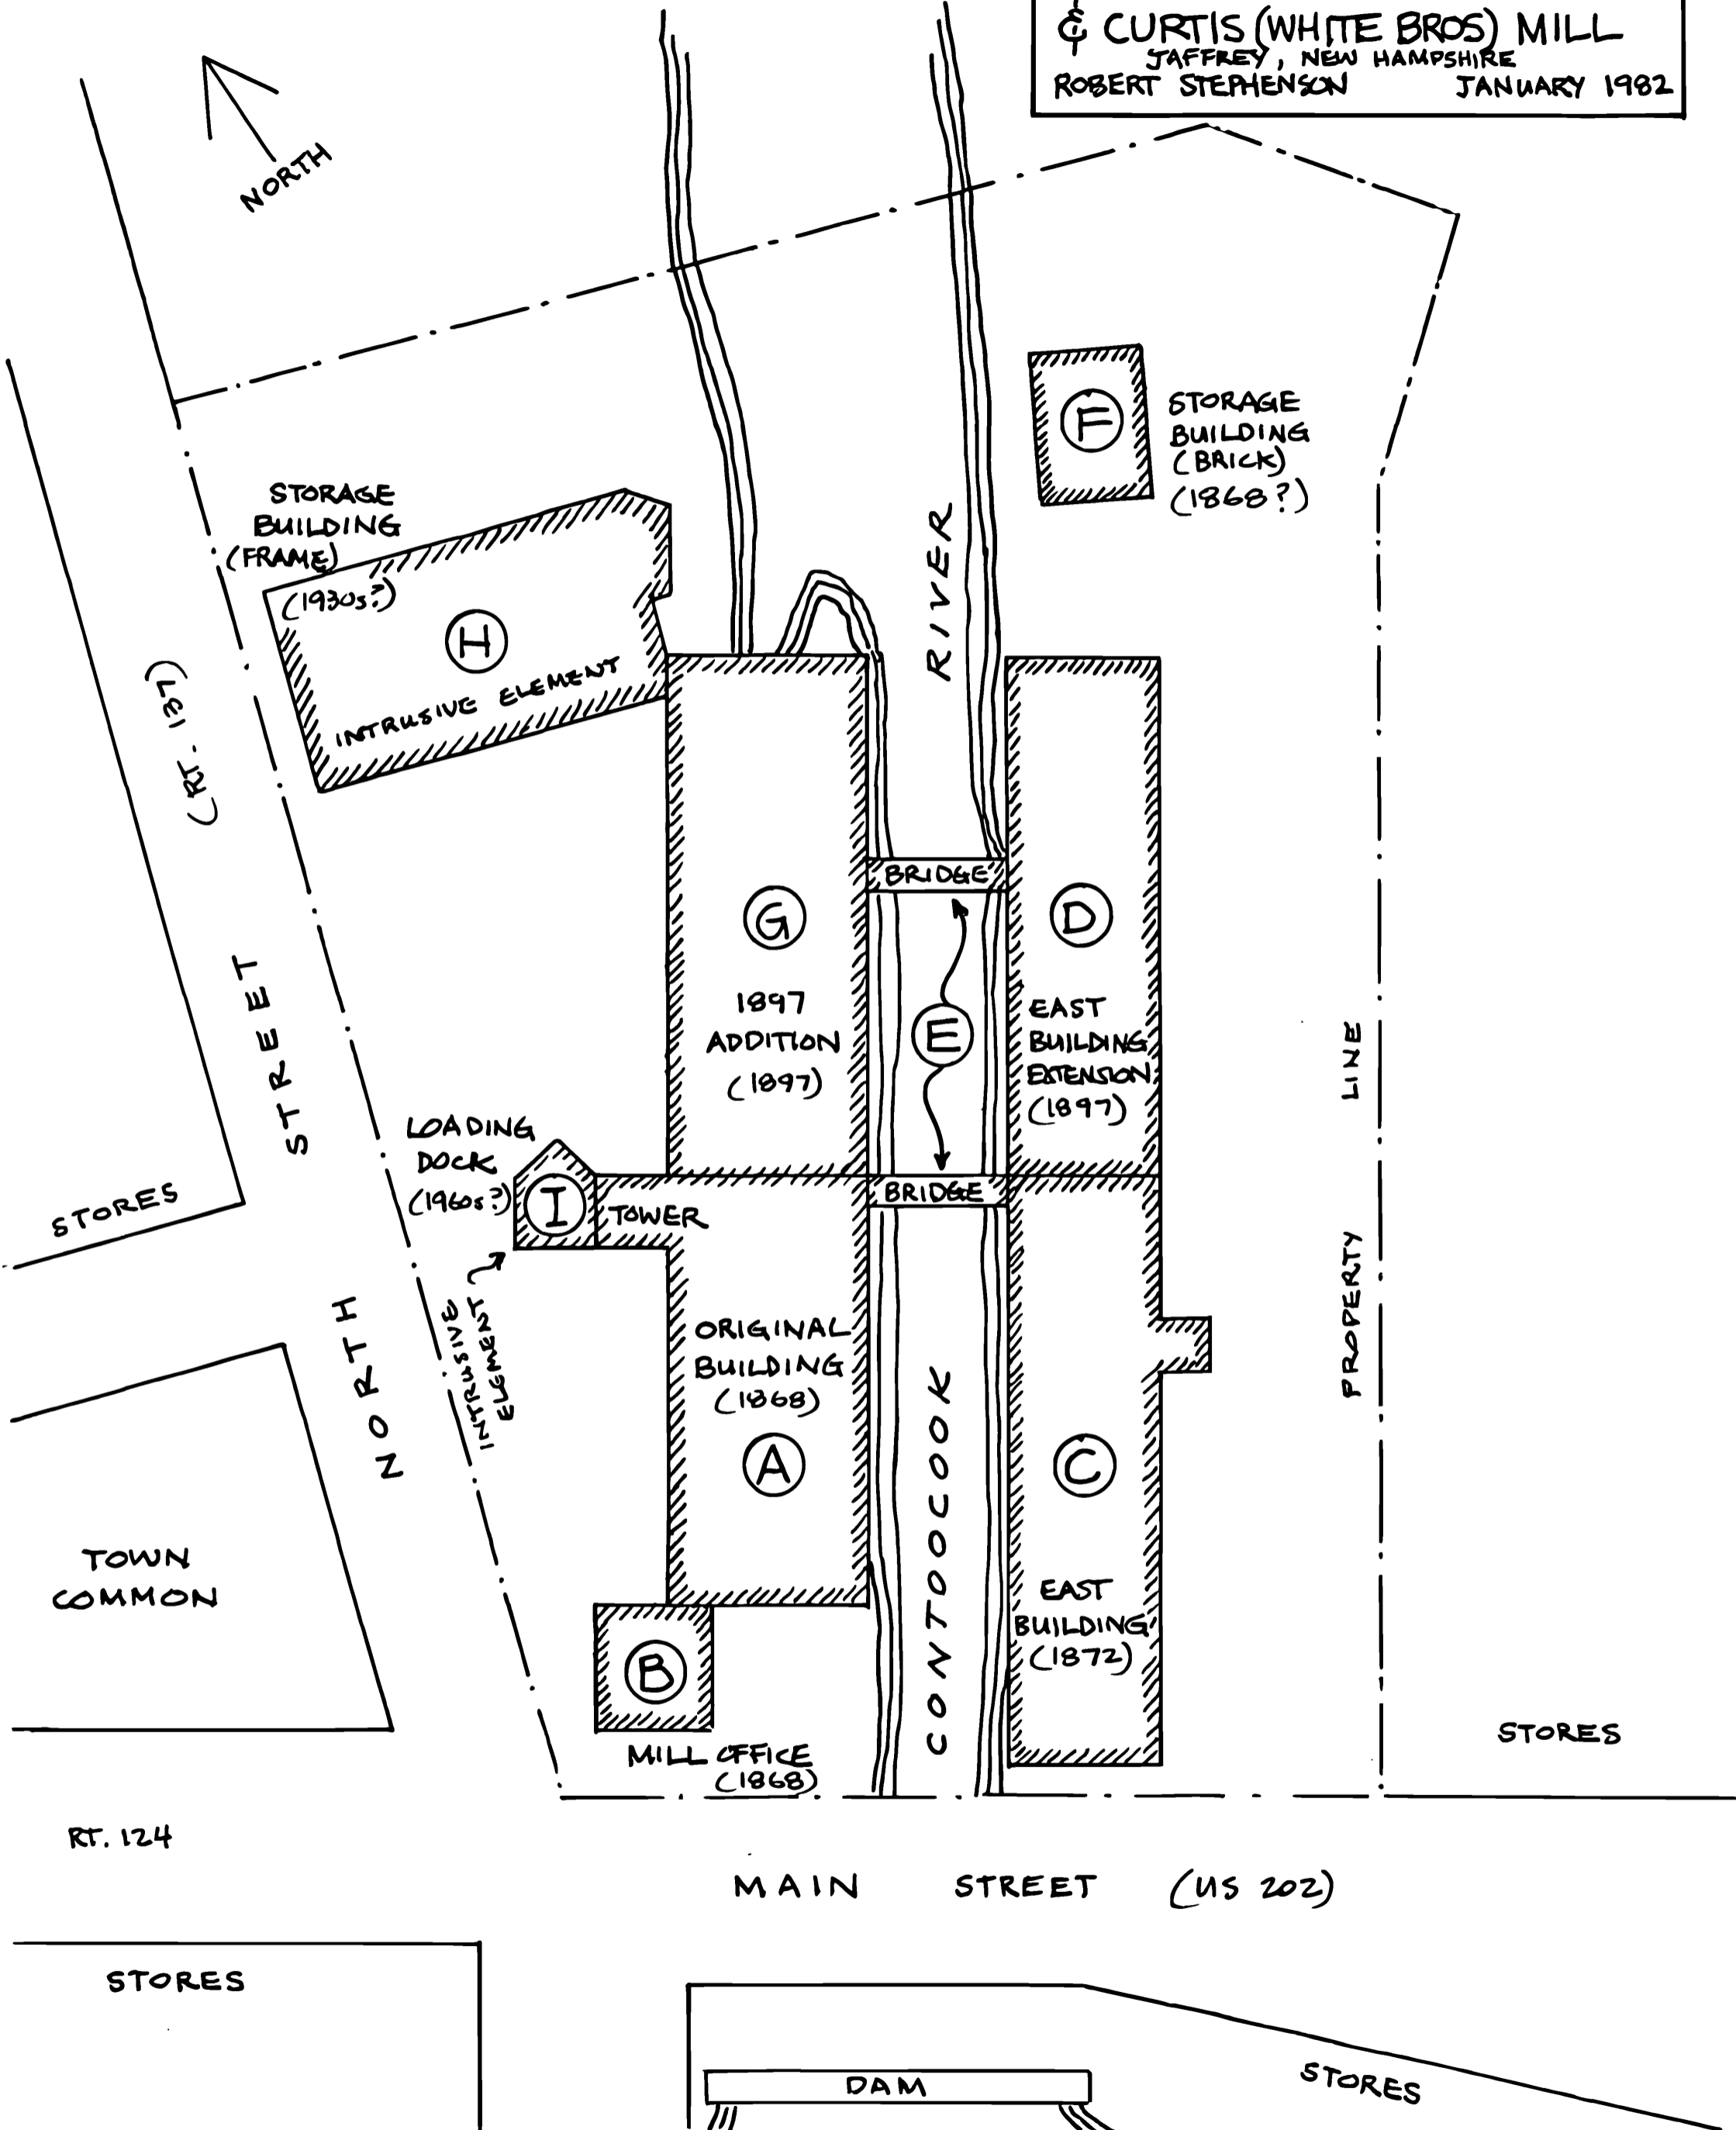 & CURTIS (WHITE BROS) MILL
JAFFREY, NEW HAMPSHIRE
ROBERT STEPHENSON JANUARY 1982
NORTH
F
STORAGE
BUILDING
(BRICK)
(1868?)
STORAGE
BUILDING
(FRAME)
(1930s?)
H
INTRUSIVE ELEMENT
CONTOOCOOK RIVER
(RT. 137)
NORTH STREET
BRIDGE
G
1897
ADDITION
(1897)
E
D
EAST
BUILDING
EXTENSION
(1897)
PROPERTY LINE
LOADING
DOCK
(1960s?)
I
TOWER
BRIDGE
STORES
INTRUSIVE
ELEMENT
ORIGINAL
BUILDING
(1868)
A
C
EAST
BUILDING
(1872)
TOWN
COMMON
B
MILL OFFICE
(1868)
STORES
RT. 124
MAIN STREET (US 202)
STORES
DAM
STORES